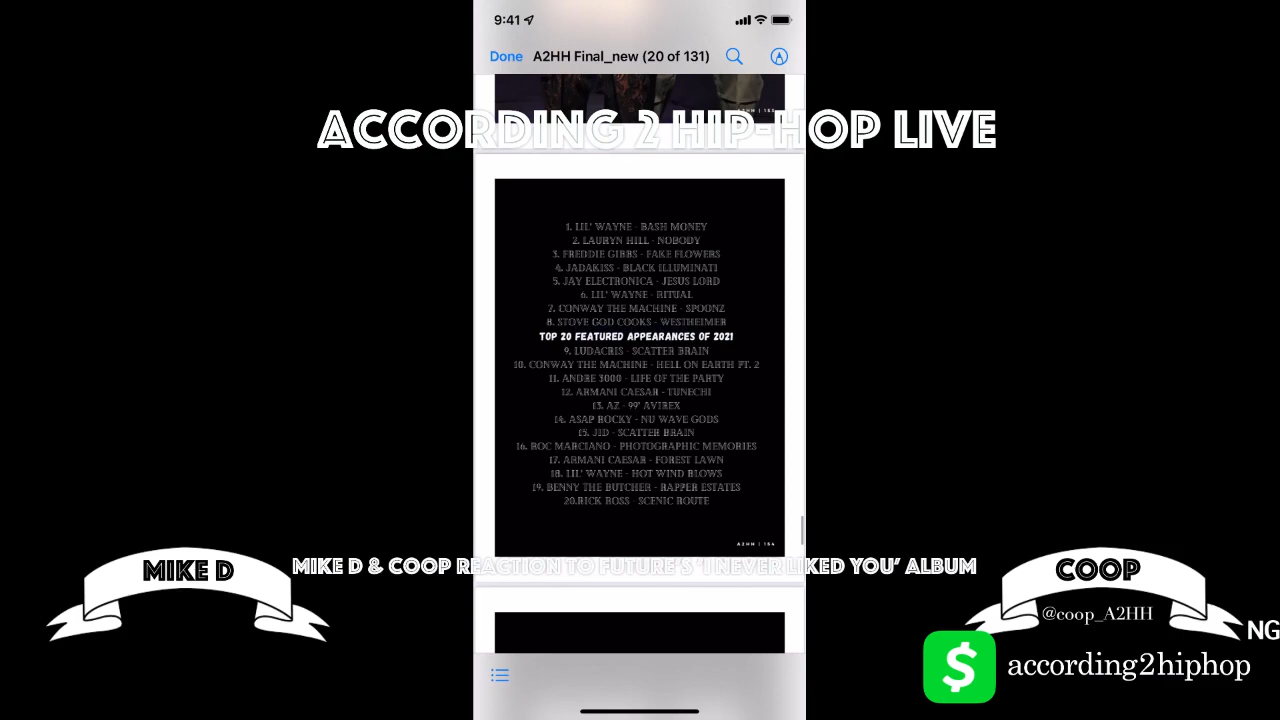 9:41
Done A2HH Final_new (20 of 131)
ACCORDING 2 HIP-HOP LIVE
1. LIL' WAYNE - BASH MONEY
2. LAURYN HILL - NOBODY
3. FREDDIE GIBBS - FAKE FLOWERS
4. JADAKISS - BLACK ILLUMINATI
5. JAY ELECTRONICA - JESUS LORD
6. LIL' WAYNE - RITUAL
7. CONWAY THE MACHINE - SPOONZ
8. STOVE GOD COOKS - WESTHEIMER
TOP 20 FEATURED APPEARANCES OF 2021
9. LUDACRIS - SCATTER BRAIN
10. CONWAY THE MACHINE - HELL ON EARTH PT. 2
11. ANDRE 3000 - LIFE OF THE PARTY
12. ARMANI CAESAR - TUNECHI
13. AZ - 99' AVIREX
14. ASAP ROCKY - NU WAVE GODS
15. JID - SCATTER BRAIN
16. ROC MARCIANO - PHOTOGRAPHIC MEMORIES
17. ARMANI CAESAR - FOREST LAWN
18. LIL' WAYNE - HOT WIND BLOWS
19. BENNY THE BUTCHER - RAPPER ESTATES
20.RICK ROSS - SCENIC ROUTE
A2HH | 154
MIKE D
MIKE D & COOP REACTION TO FUTURE'S 'I NEVER LIKED YOU' ALBUM
COOP
@coop_A2HH
NG
$ according2hiphop